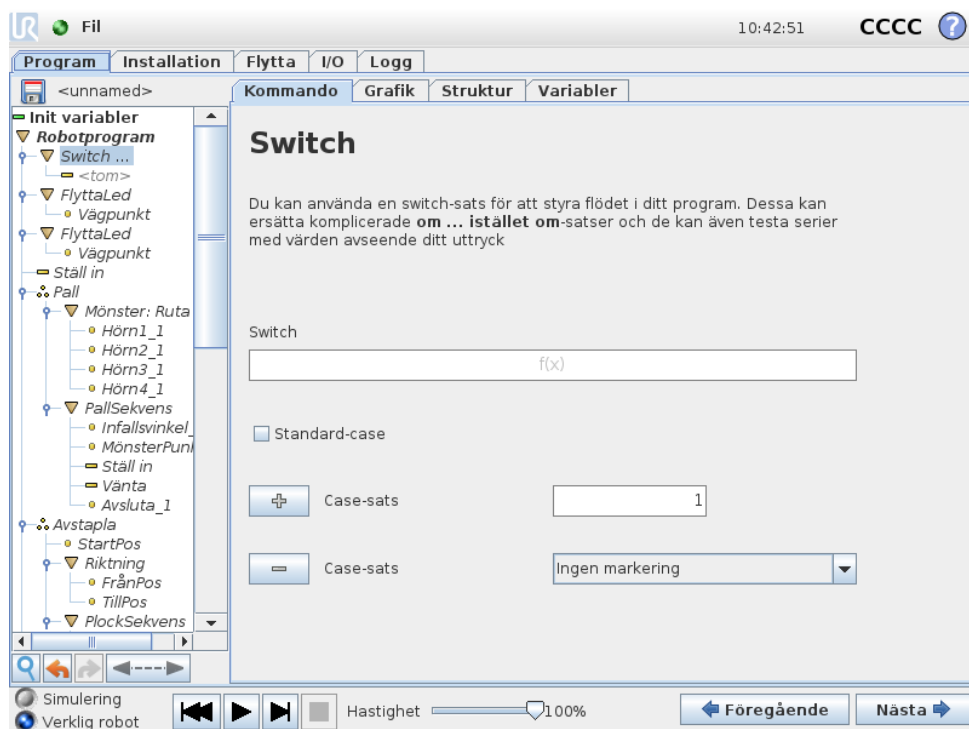 UR Fil 10:42:51 CCCC ?
Program Installation Flytta I/O Logg
<unnamed> Kommando Grafik Struktur Variabler
Init variabler
Robotprogram
Switch ...
<tom>
FlyttaLed
Vägpunkt
FlyttaLed
Vägpunkt
Ställ in
Pall
Mönster: Ruta
Hörn1_1
Hörn2_1
Hörn3_1
Hörn4_1
PallSekvens
Infallsvinkel_
MönsterPun
Ställ in
Vänta
Avsluta_1
Avstapla
StartPos
Riktning
FrånPos
TillPos
PlockSekvens
Switch
Du kan använda en switch-sats för att styra flödet i ditt program. Dessa kan
ersätta komplicerade om ... istället om-satser och de kan även testa serier
med värden avseende ditt uttryck
Switch
f(x)
Standard-case
Case-sats 1
Case-sats Ingen markering
Simulering
Verklig robot
Hastighet 100%
Föregående Nästa